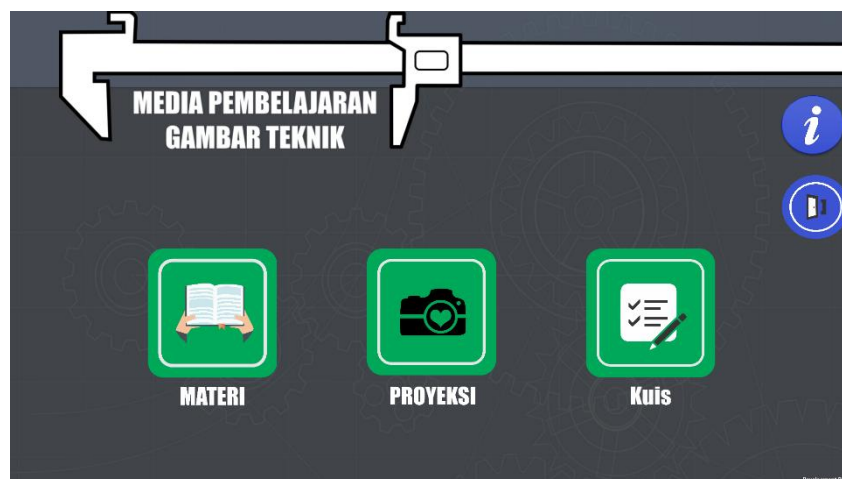 MEDIA PEMBELAJARAN
GAMBAR TEKNIK
i
MATERI
PROYEKSI
Kuis